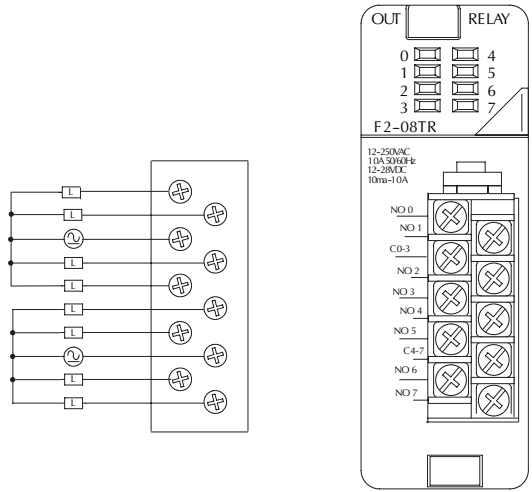 OUT RELAY
0 4
1 5
2 6
3 7
F2-08TR
12-250VAC
10A 50/60Hz
12-28VDC
10ma-10A
NO 0
NO 1
C0-3
NO 2
NO 3
NO 4
NO 5
C4-7
NO 6
NO 7
L
L
L
L
L
L
L
L